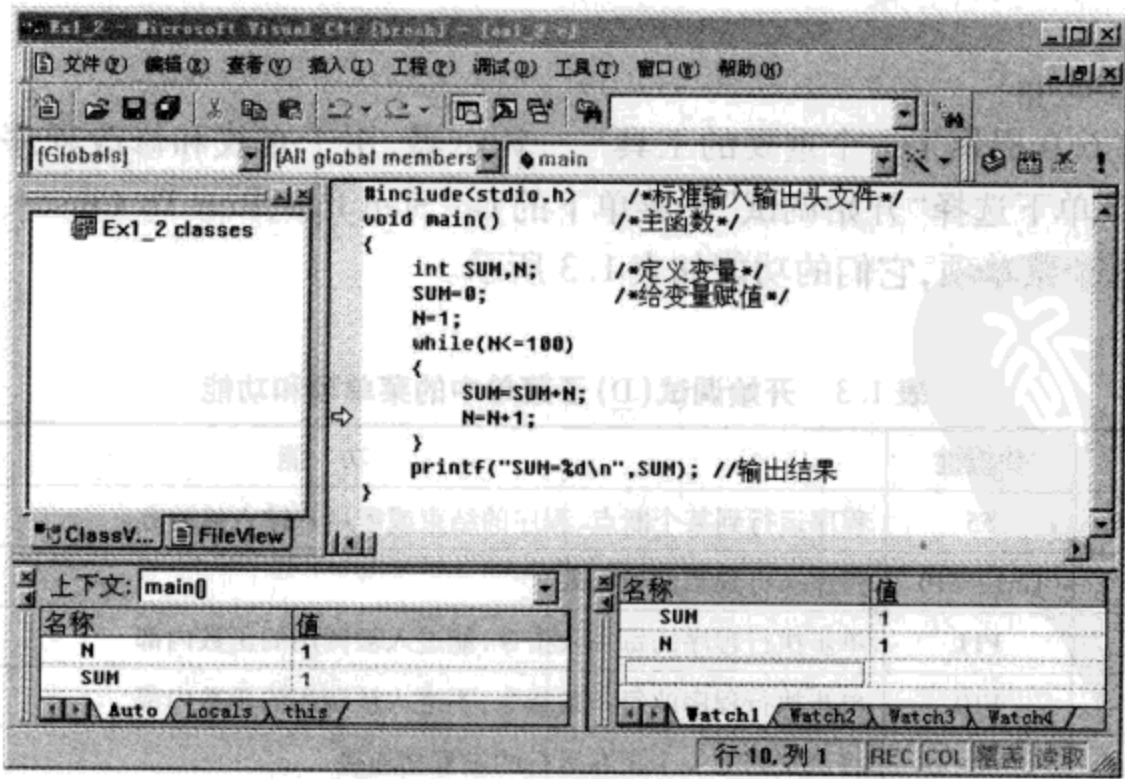 Ex1_2 - Microsoft Visual C++ [break] - [ex1_2.c]
文件(F) 编辑(E) 查看(V) 插入(I) 工程(P) 调试(D) 工具(T) 窗口(W) 帮助(H)
(Globals) (All global members main
Ex1_2 classes
#include<stdio.h> /*标准输入输出头文件*/
void main() /*主函数*/
{
int SUM,N; /*定义变量*/
SUM=0; /*给变量赋值*/
N=1;
while(N<=100)
{
SUM=SUM+N;
N=N+1;
}
printf("SUM=%d\n",SUM); //输出结果
}
ClassV... FileView
上下文: main()
名称 值
N 1
SUM 1
Auto Locals this
名称 值
SUM 1
N 1
Watch1 Watch2 Watch3 Watch4
行 10, 列 1 REC COL 覆盖 读取